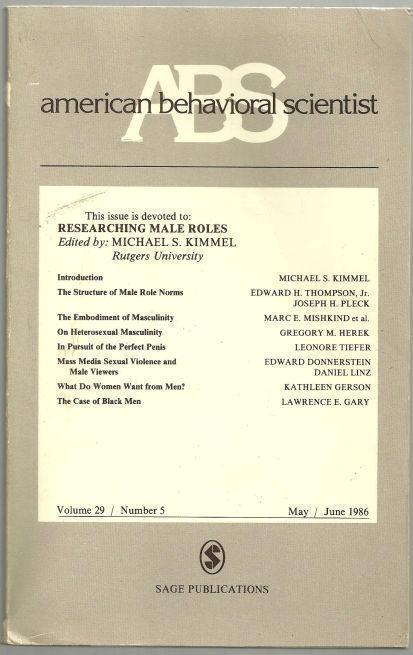 ABS
american behavioral scientist
This issue is devoted to:
RESEARCHING MALE ROLES
Edited by: MICHAEL S. KIMMEL
Rutgers University
Introduction MICHAEL S. KIMMEL
The Structure of Male Role Norms EDWARD H. THOMPSON, Jr.
JOSEPH H. PLECK
The Embodiment of Masculinity MARC E. MISHKIND et al.
On Heterosexual Masculinity GREGORY M. HEREK
In Pursuit of the Perfect Penis LEONORE TIEFER
Mass Media Sexual Violence and EDWARD DONNERSTEIN
Male Viewers DANIEL LINZ
What Do Women Want from Men? KATHLEEN GERSON
The Case of Black Men LAWRENCE E. GARY
Volume 29 / Number 5 May / June 1986
S
SAGE PUBLICATIONS